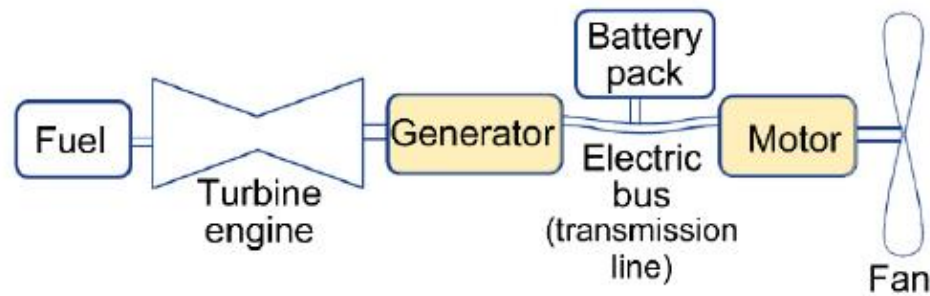 Fuel
Turbine
engine
Generator
Battery
pack
Electric
bus
(transmission
line)
Motor
Fan